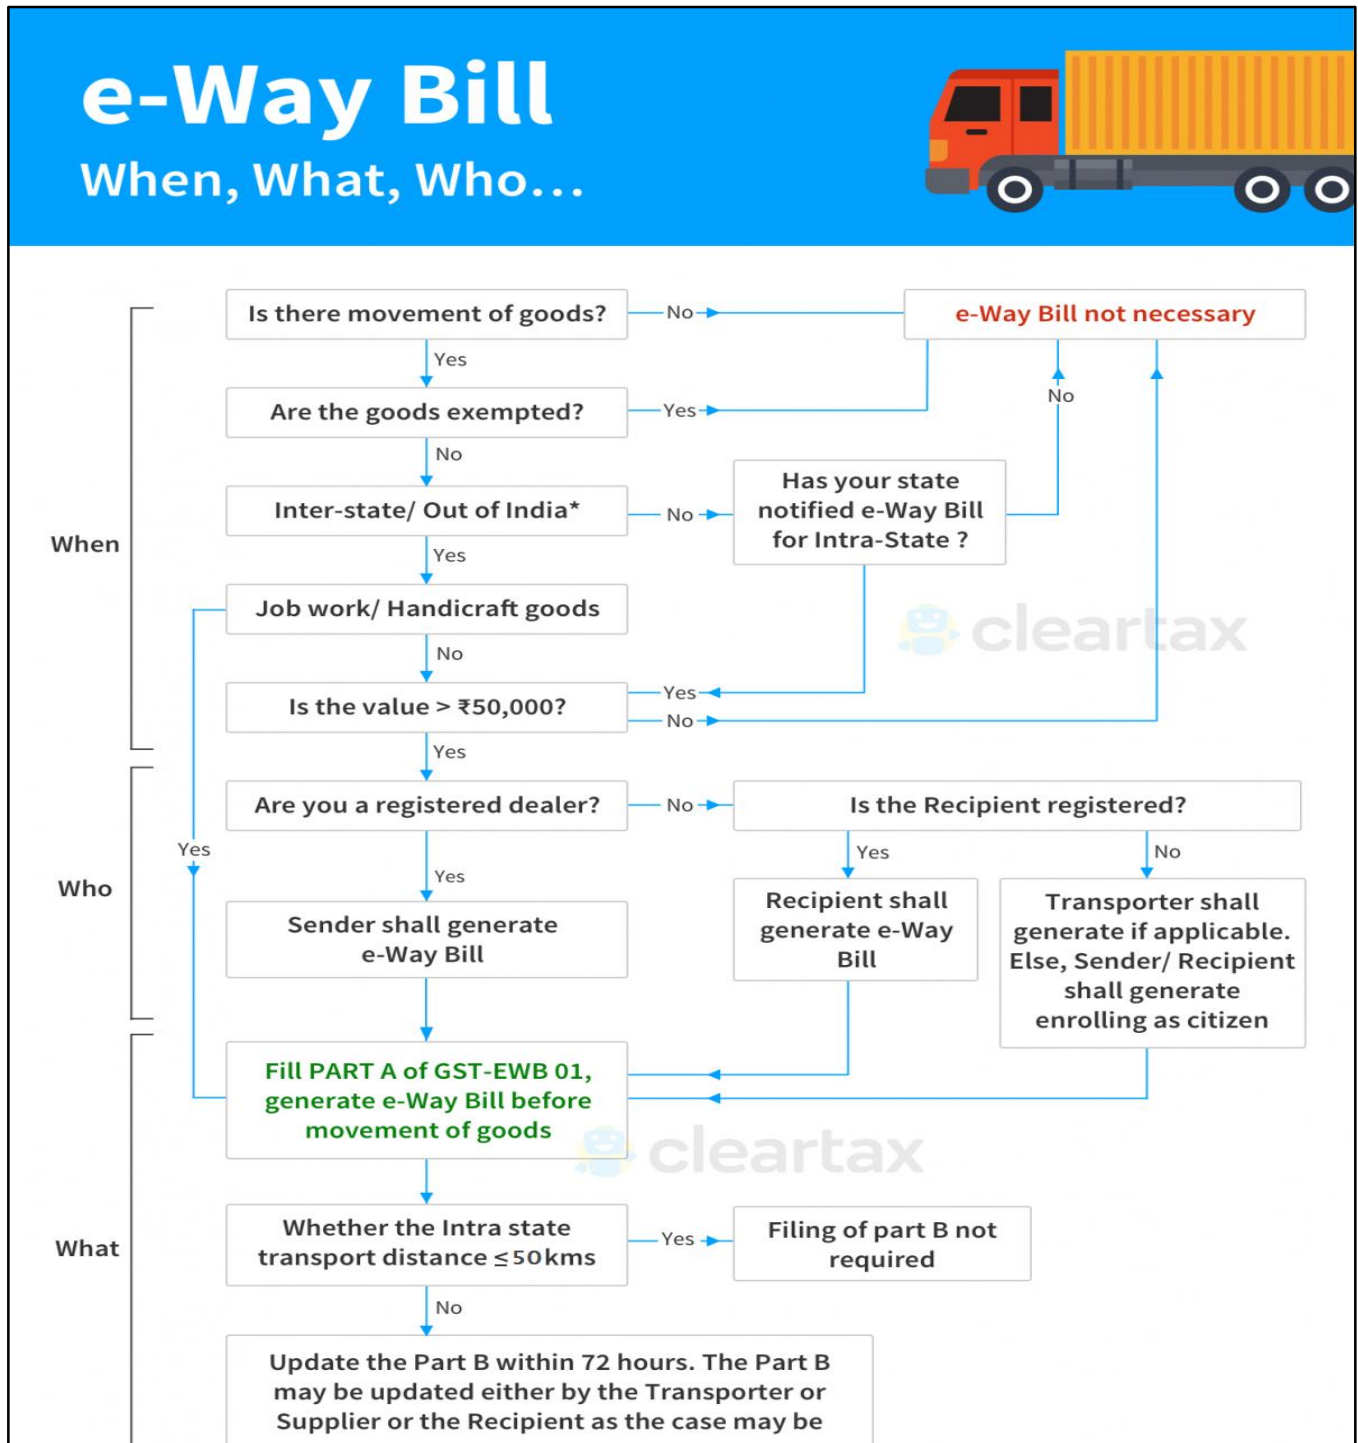 e-Way Bill
When, What, Who...
Is there movement of goods?
No
e-Way Bill not necessary
Yes
Are the goods exempted?
Yes
No
No
Inter-state/ Out of India*
No
Has your state
notified e-Way Bill
for Intra-State ?
When
Yes
Job work/ Handicraft goods
cleartax
No
Is the value > ₹50,000?
Yes
No
Yes
Are you a registered dealer?
No
Is the Recipient registered?
Yes
Yes
No
Who
Yes
Sender shall generate
e-Way Bill
Recipient shall
generate e-Way
Bill
Transporter shall
generate if applicable.
Else, Sender/ Recipient
shall generate
enrolling as citizen
Fill PART A of GST-EWB 01,
generate e-Way Bill before
movement of goods
cleartax
What
Whether the Intra state
transport distance ≤50kms
Yes
Filing of part B not
required
No
Update the Part B within 72 hours. The Part B
may be updated either by the Transporter or
Supplier or the Recipient as the case may be